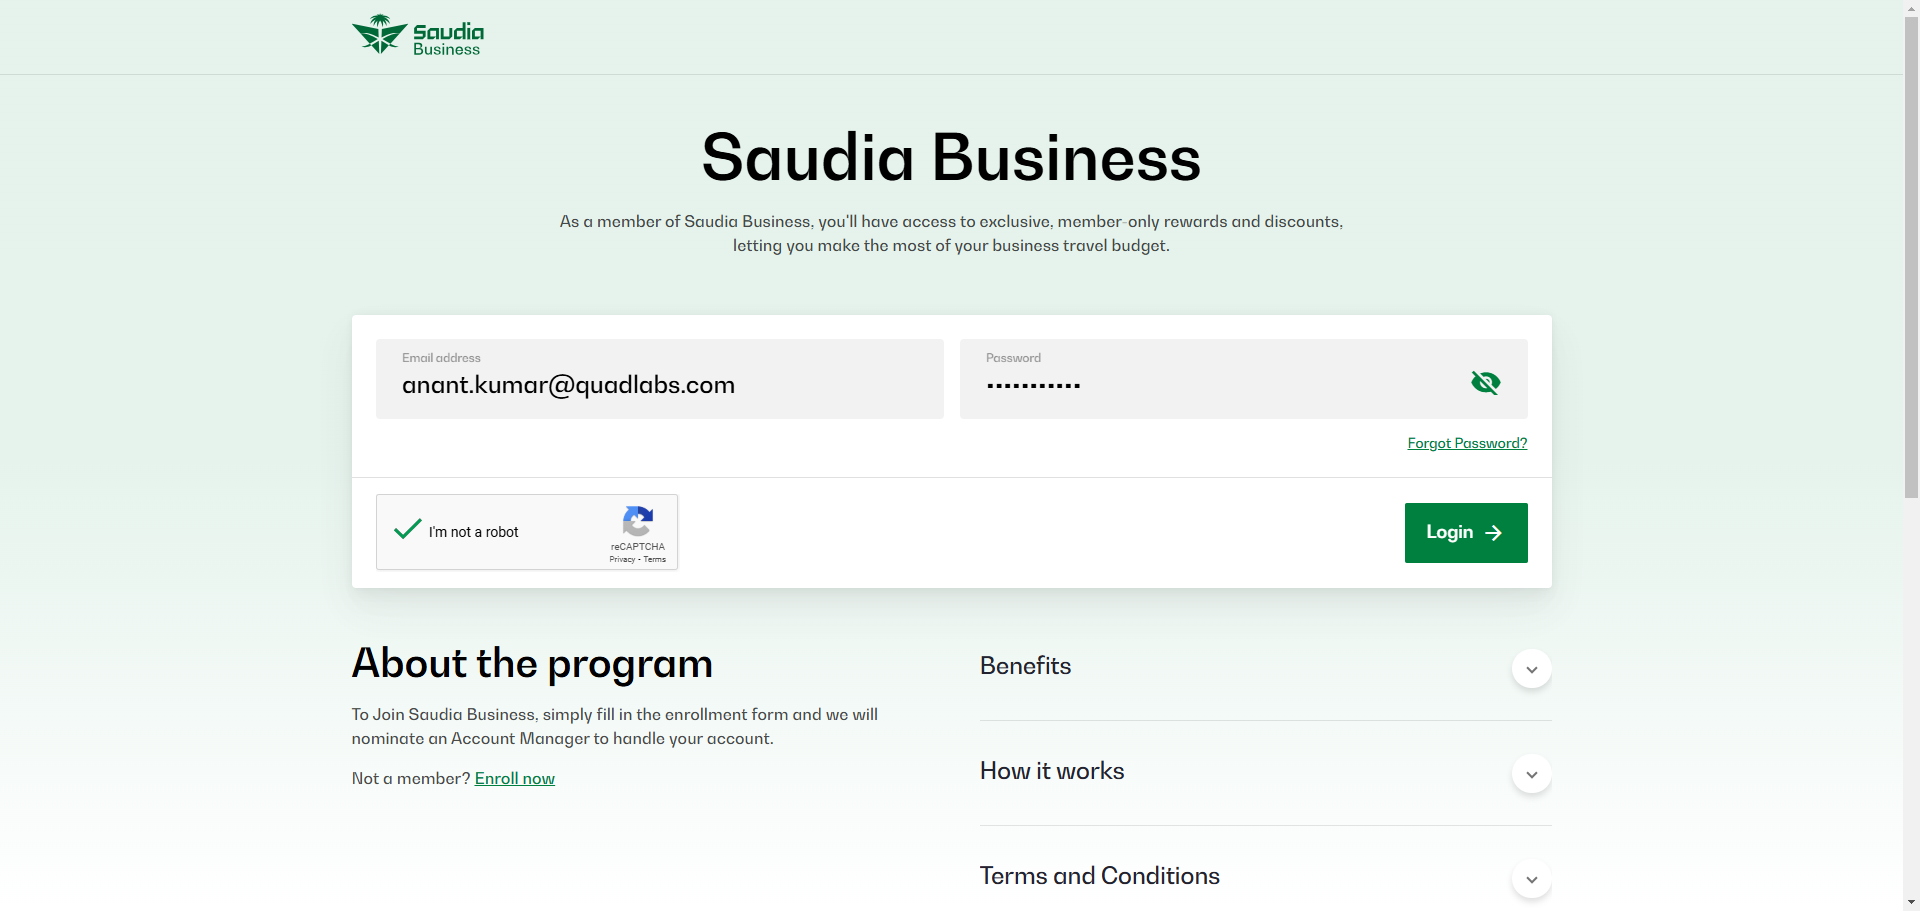 Saudia
Business
Saudia Business
As a member of Saudia Business, you'll have access to exclusive, member-only rewards and discounts,
letting you make the most of your business travel budget.
Email address
anant.kumar@quadlabs.com
Password
•••••••••••
Forgot Password?
I'm not a robot
reCAPTCHA
Privacy - Terms
Login
About the program
To Join Saudia Business, simply fill in the enrollment form and we will
nominate an Account Manager to handle your account.
Not a member? Enroll now
Benefits
How it works
Terms and Conditions